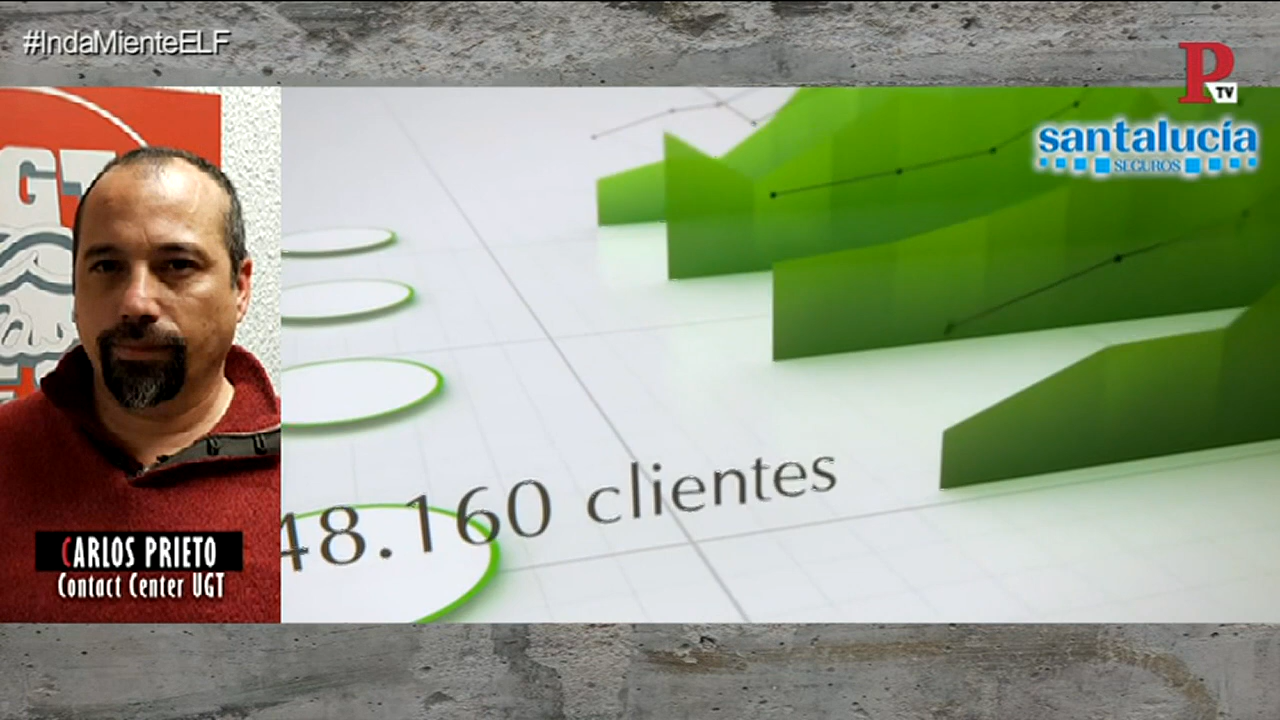 #IndaMienteELF
P
TV
santalucía
SEGUROS
48.160 clientes
CARLOS PRIETO
Contact Center UGT